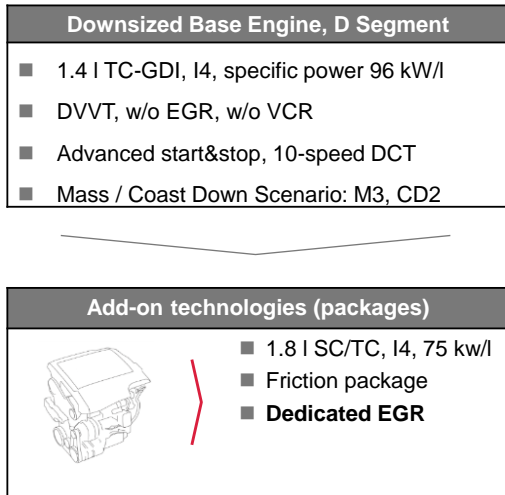 Downsized Base Engine, D Segment
1.4 l TC-GDI, I4, specific power 96 kW/l
DVVT, w/o EGR, w/o VCR
Advanced start&stop, 10-speed DCT
Mass / Coast Down Scenario: M3, CD2
Add-on technologies (packages)
1.8 l SC/TC, I4, 75 kw/l
Friction package
Dedicated EGR